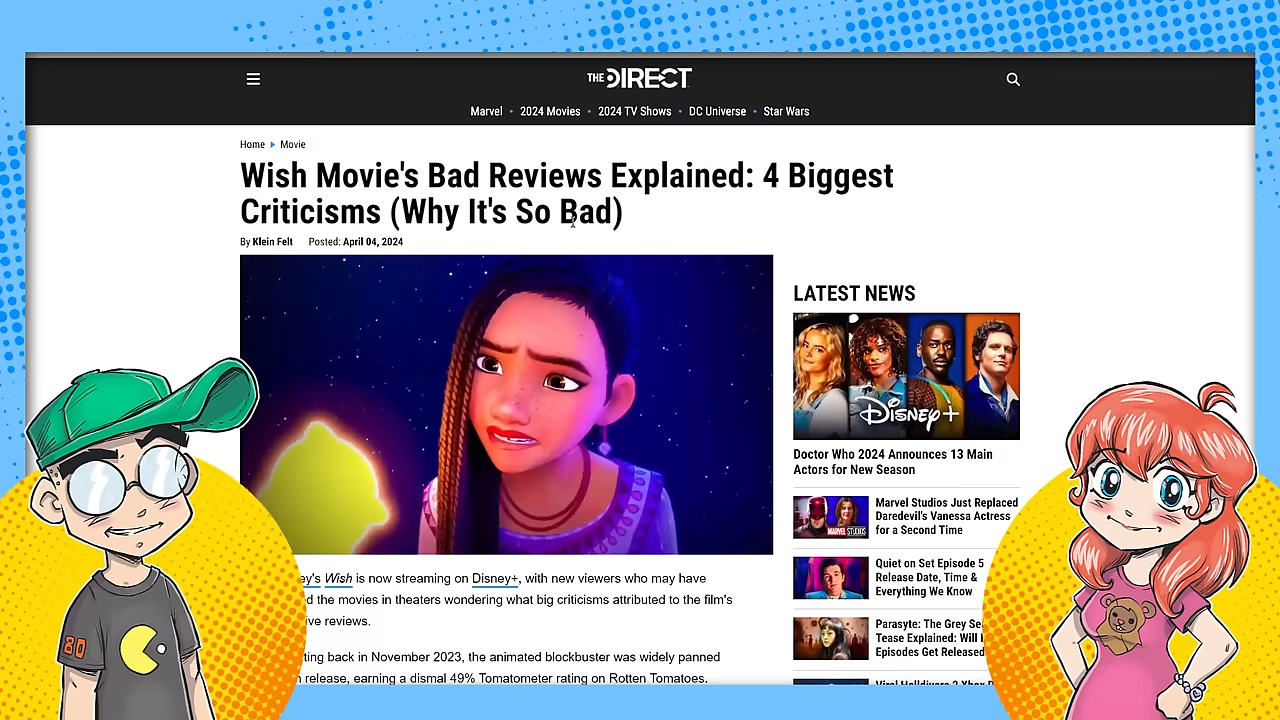 THE DIRECT
Marvel • 2024 Movies • 2024 TV Shows • DC Universe • Star Wars
Home ▸ Movie
Wish Movie's Bad Reviews Explained: 4 Biggest
Criticisms (Why It's So Bad)
By Klein Felt Posted: April 04, 2024
LATEST NEWS
Disney+
Doctor Who 2024 Announces 13 Main
Actors for New Season
MARVEL STUDIOS
Marvel Studios Just Replaced
Daredevil's Vanessa Actress
for a Second Time
Quiet on Set Episode 5
Release Date, Time &
Everything We Know
Parasyte: The Grey
Tease Explained: Will
Episodes Get Released
ey's Wish is now streaming on Disney+, with new viewers who may have
d the movies in theaters wondering what big criticisms attributed to the film's
ive reviews.
ting back in November 2023, the animated blockbuster was widely panned
release, earning a dismal 49% Tomatometer rating on Rotten Tomatoes.
80